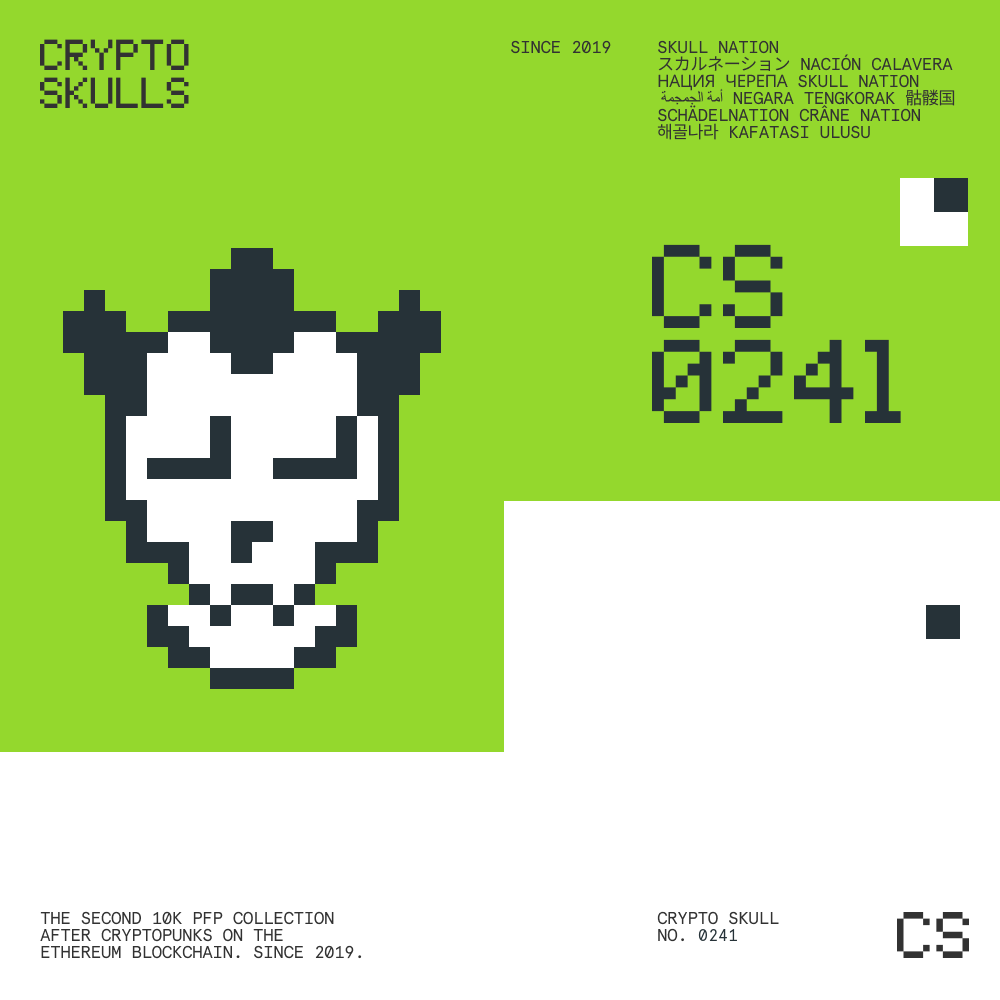 CRYPTO
SKULLS
SINCE 2019
SKULL NATION
スカルネーション NACIÓN CALAVERA
НАЦИЯ ЧЕРЕПА SKULL NATION
أمة الجمجمة NEGARA TENGKORAK 骷髅国
SCHÄDELNATION CRÂNE NATION
해골나라 KAFATASI ULUSU
CS
0241
THE SECOND 10K PFP COLLECTION
AFTER CRYPTOPUNKS ON THE
ETHEREUM BLOCKCHAIN. SINCE 2019.
CRYPTO SKULL
NO. 0241
CS